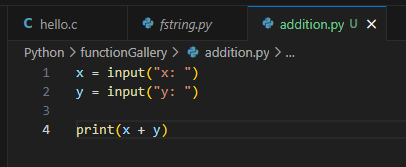 hello.c fstring.py addition.py U ×
Python > functionGallery > addition.py > ...
1 x = input("x: ")
2 y = input("y: ")
3
4 print(x + y)